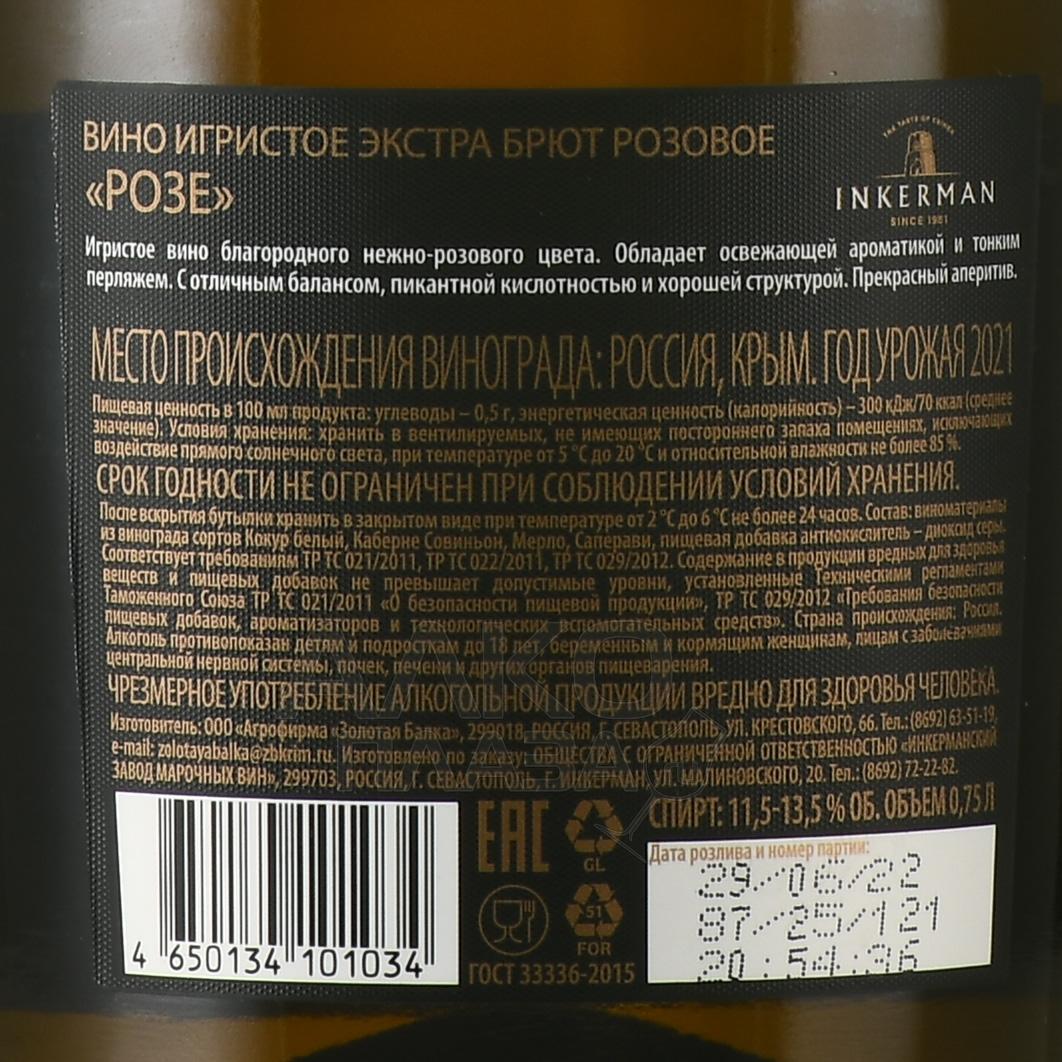 ВИНО ИГРИСТОЕ ЭКСТРА БРЮТ РОЗОВОЕ
«РОЗЕ»
THE TASTE OF CRIMEA
INKERMAN
SINCE 1961
Игристое вино благородного нежно-розового цвета. Обладает освежающей ароматикой и тонким
перляжем. С отличным балансом, пикантной кислотностью и хорошей структурой. Прекрасный аперитив.
МЕСТО ПРОИСХОЖДЕНИЯ ВИНОГРАДА: РОССИЯ, КРЫМ. ГОД УРОЖАЯ 2021
Пищевая ценность в 100 мл продукта: углеводы – 0,5 г, энергетическая ценность (калорийность) – 300 кДж/70 ккал (среднее
значение). Условия хранения: хранить в вентилируемых, не имеющих постороннего запаха помещениях, исключающих
воздействие прямого солнечного света, при температуре от 5 °С до 20 °С и относительной влажности не более 85 %.
СРОК ГОДНОСТИ НЕ ОГРАНИЧЕН ПРИ СОБЛЮДЕНИИ УСЛОВИЙ ХРАНЕНИЯ.
После вскрытия бутылки хранить в закрытом виде при температуре от 2 °С до 6 °С не более 24 часов. Состав: виноматериалы
из винограда сортов Кокур белый, Каберне Совиньон, Мерло, Саперави, пищевая добавка антиокислитель – диоксид серы.
Соответствует требованиям ТР ТС 021/2011, ТР ТС 022/2011, ТР ТС 029/2012. Содержание в продукции вредных для здоровья
веществ и пищевых добавок не превышает допустимые уровни, установленные Техническими регламентами
Таможенного Союза ТР ТС 021/2011 «О безопасности пищевой продукции», ТР ТС 029/2012 «Требования безопасности
пищевых добавок, ароматизаторов и технологических вспомогательных средств». Страна происхождения: Россия.
Алкоголь противопоказан детям и подросткам до 18 лет, беременным и кормящим женщинам, лицам с заболеваниями
центральной нервной системы, почек, печени и других органов пищеварения.
ЧРЕЗМЕРНОЕ УПОТРЕБЛЕНИЕ АЛКОГОЛЬНОЙ ПРОДУКЦИИ ВРЕДНО ДЛЯ ЗДОРОВЬЯ ЧЕЛОВЕКА.
Изготовитель: ООО «Агрофирма «Золотая Балка», 299018, РОССИЯ, Г. СЕВАСТОПОЛЬ, УЛ. КРЕСТОВСКОГО, 66. Тел.: (8692) 63-51-19,
e-mail: zolotayabalka@zbkrim.ru. Изготовлено по заказу: ОБЩЕСТВА С ОГРАНИЧЕННОЙ ОТВЕТСТВЕННОСТЬЮ «ИНКЕРМАНСКИЙ
ЗАВОД МАРОЧНЫХ ВИН», 299703, РОССИЯ, Г. СЕВАСТОПОЛЬ, Г. ИНКЕРМАН, УЛ. МАЛИНОВСКОГО, 20. Тел.: (8692) 72-22-82.
СПИРТ: 11,5-13,5 % ОБ. ОБЪЕМ 0,75 Л
4 650134 101034
EAC
GL
51
FOR
ГОСТ 33336-2015
Дата розлива и номер партии:
29/06/22
87/25/121
20:54:36